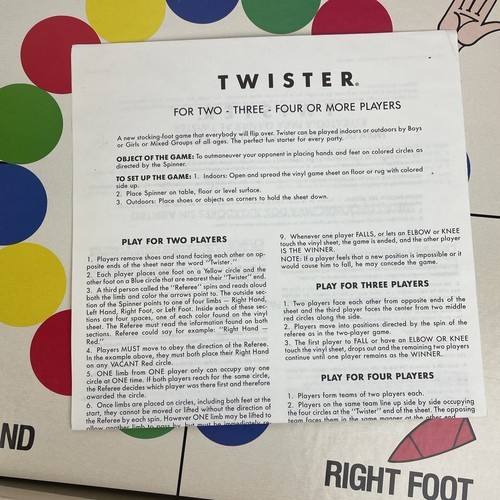 TWISTER®
FOR TWO - THREE - FOUR OR MORE PLAYERS
A new stocking-foot game that everybody will flip over. Twister can be played indoors or outdoors by Boys
or Girls or Mixed Groups of all ages. The perfect fun starter for every party.
OBJECT OF THE GAME: To outmaneuver your opponent in placing hands and feet on colored circles as
directed by the Spinner.
TO SET UP THE GAME: 1. Indoors: Open and spread the vinyl game sheet on floor or rug with colored
side up.
2. Place Spinner on table, floor or level surface.
3. Outdoors: Place shoes or objects on corners to hold the sheet down.
PLAY FOR TWO PLAYERS
1. Players remove shoes and stand facing each other on op-
posite ends of the sheet near the word "Twister."
2. Each player places one foot on a Yellow circle and the
other foot on a Blue circle that are nearest their "Twister" end.
3. A third person called the "Referee" spins and reads aloud
both the limb and color the arrows point to. The outside sec-
tion of the Spinner points to one of four limbs — Right Hand,
Left Hand, Right Foot, or Left Foot. Inside each of these sec-
tions are four spaces, one of each color found on the vinyl
sheet. The Referee must read the information found on both
sections. Referee could say for example: "Right Hand —
Red."
4. Players MUST move to obey the direction of the Referee.
In the example above, they must both place their Right Hand
on any VACANT Red circle.
5. ONE limb from ONE player only can occupy any one
circle at ONE time. If both players reach for the same circle,
the Referee decides which player was there first and therefore
awarded the circle.
6. Once limbs are placed on circles, including both feet at the
start, they cannot be moved or lifted without the direction of
the Referee by each spin. However ONE limb may be lifted to
allow another limb to pass by, but must be immediately
9. Whenever one player FALLS, or lets an ELBOW or KNEE
touch the vinyl sheet, the game is ended, and the other player
IS THE WINNER.
NOTE: If a player feels that a new position is impossible or it
would cause him to fall, he may concede the game.
PLAY FOR THREE PLAYERS
1. Two players face each other from opposite ends of the
sheet and the third player faces the center from two middle
red circles along the side.
2. Players move into positions directed by the spin of the
referee as in the two-player game.
3. The first player to FALL or have an ELBOW or KNEE
touch the vinyl sheet, drops out and the remaining two players
continue until one player remains as the WINNER.
PLAY FOR FOUR PLAYERS
1. Players form teams of two players each.
2. Players on the same team line up side by side occupying
the four circles at the "Twister" end of the sheet. The opposing
team faces them in the same manner at the other end
ND
RIGHT FOOT